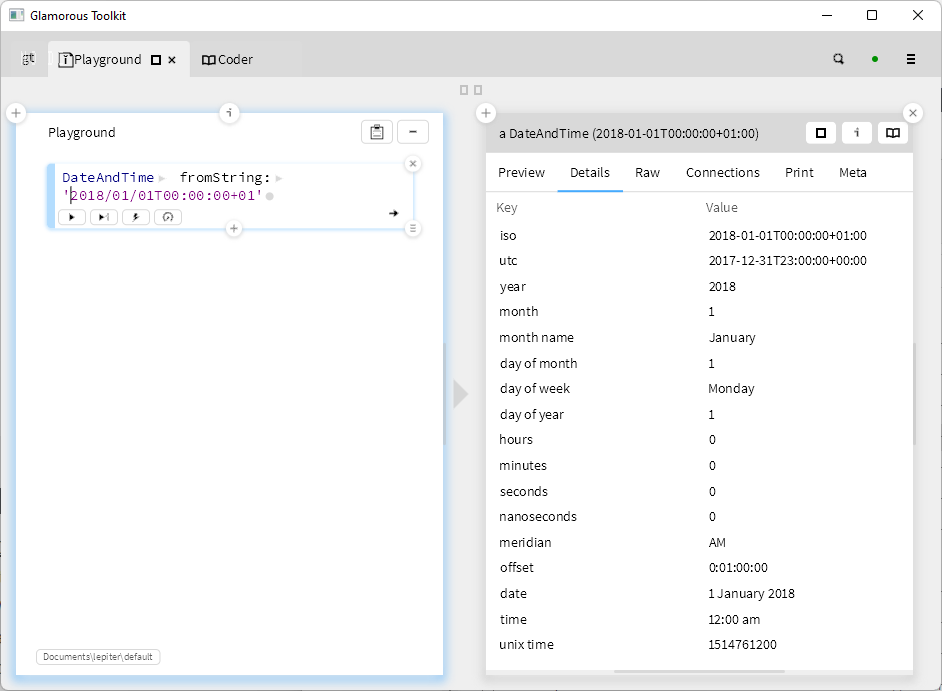 Glamorous Toolkit
gt
Playground
Coder
Playground
DateAndTime fromString:
'2018/01/01T00:00:00+01'
Documents\lepiter\default
a DateAndTime (2018-01-01T00:00:00+01:00)
Preview Details Raw Connections Print Meta
Key Value
iso 2018-01-01T00:00:00+01:00
utc 2017-12-31T23:00:00+00:00
year 2018
month 1
month name January
day of month 1
day of week Monday
day of year 1
hours 0
minutes 0
seconds 0
nanoseconds 0
meridian AM
offset 0:01:00:00
date 1 January 2018
time 12:00 am
unix time 1514761200